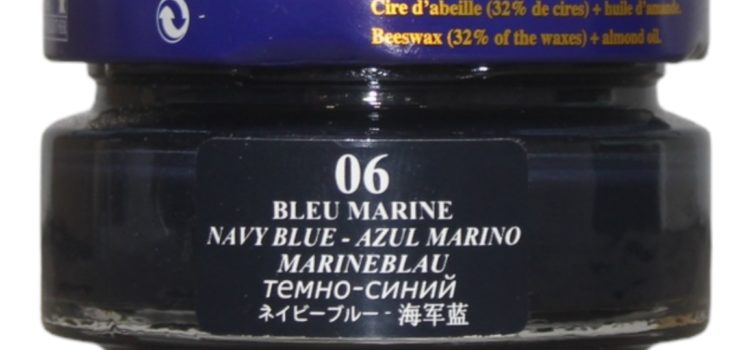 Cire d'abeille (32% de cires) + huile d'amande.
Beeswax (32% of the waxes) + almond oil.
06
BLEU MARINE
NAVY BLUE - AZUL MARINO
MARINEBLAU
темно-синий
ネイビーブルー - 海军蓝